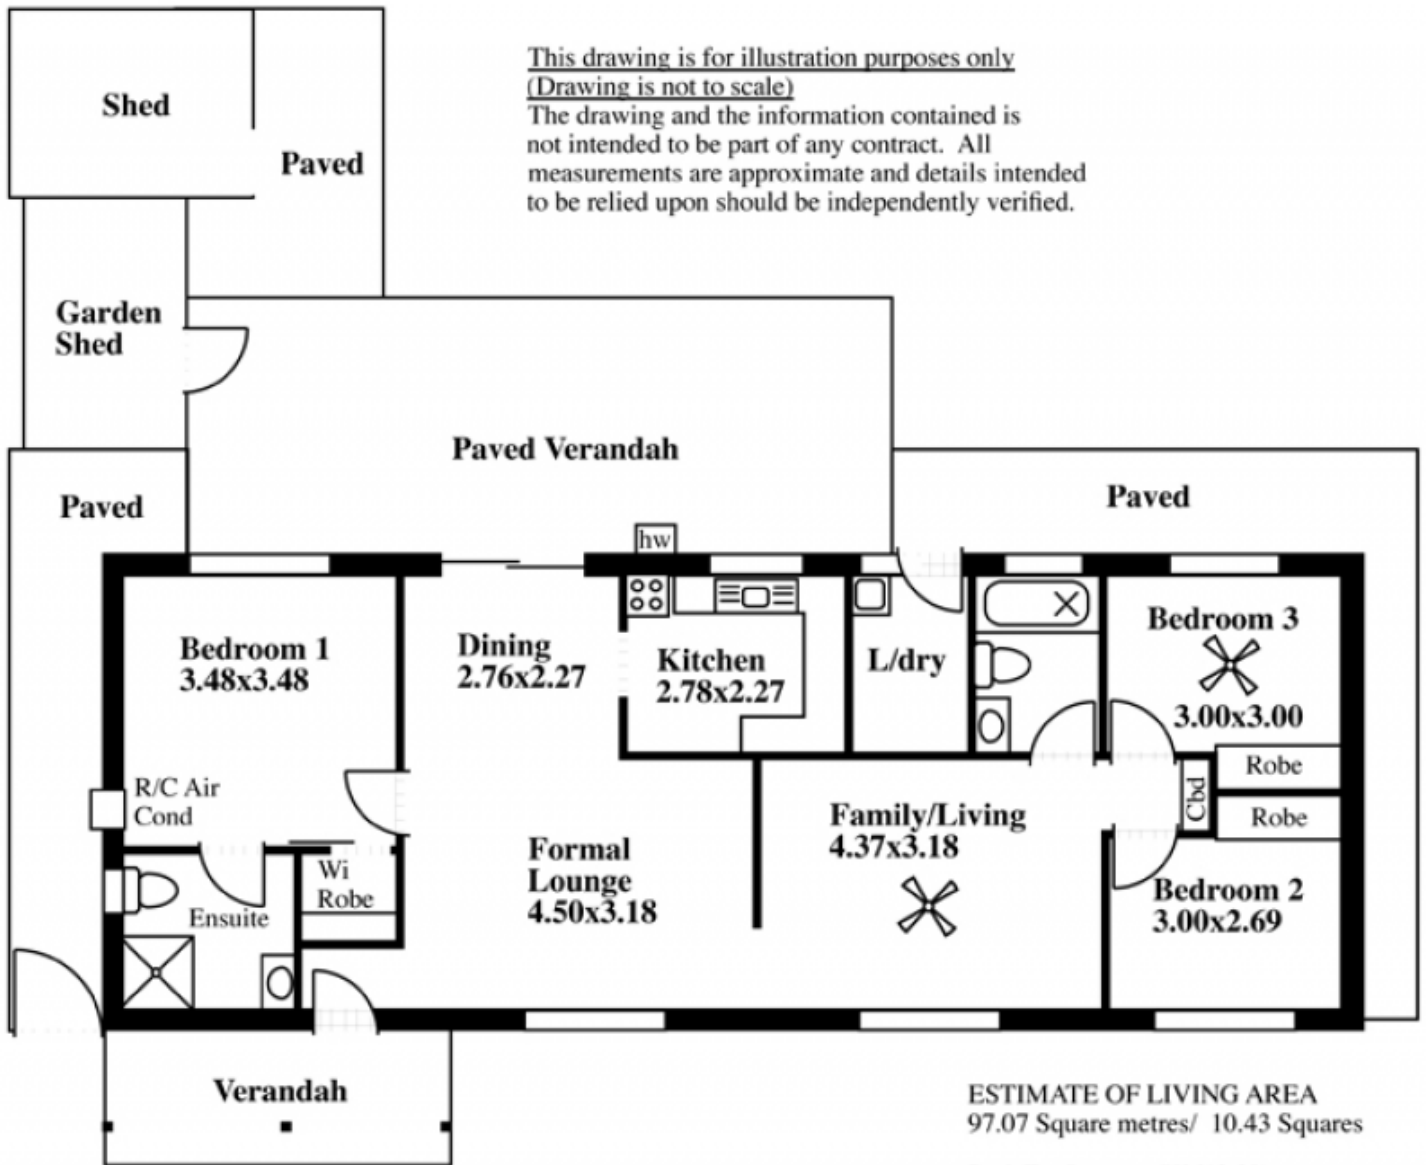 This drawing is for illustration purposes only
(Drawing is not to scale)
The drawing and the information contained is
not intended to be part of any contract.  All
measurements are approximate and details intended
to be relied upon should be independently verified.
Shed
Paved
Garden
Shed
Paved Verandah
Paved
Paved
hw
Bedroom 1
3.48x3.48
Dining
2.76x2.27
Kitchen
2.78x2.27
L/dry
Bedroom 3
3.00x3.00
Robe
Robe
Cbd
R/C Air
Cond
Formal
Lounge
4.50x3.18
Family/Living
4.37x3.18
Wi
Robe
Ensuite
Bedroom 2
3.00x2.69
Verandah
ESTIMATE OF LIVING AREA
97.07 Square metres/  10.43 Squares